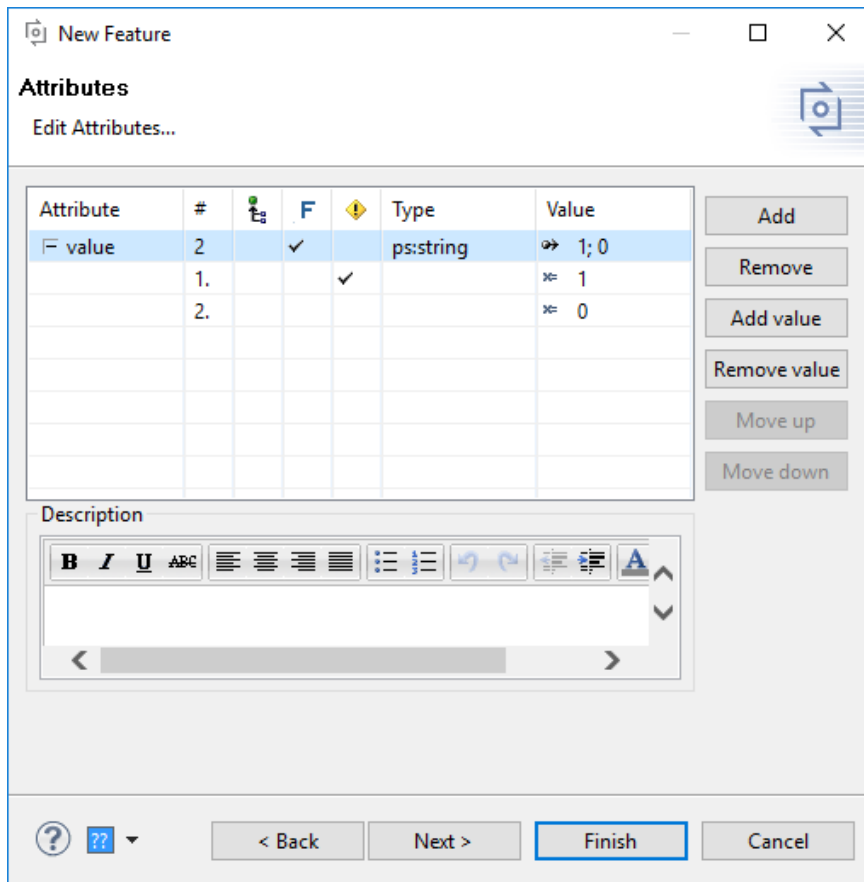 New Feature
Attributes
Edit Attributes...
Attribute # F Type Value
value 2 ps:string 1; 0
1. 1
2. 0
Add
Remove
Add value
Remove value
Move up
Move down
Description
B I U ABC A
?? < Back Next > Finish Cancel